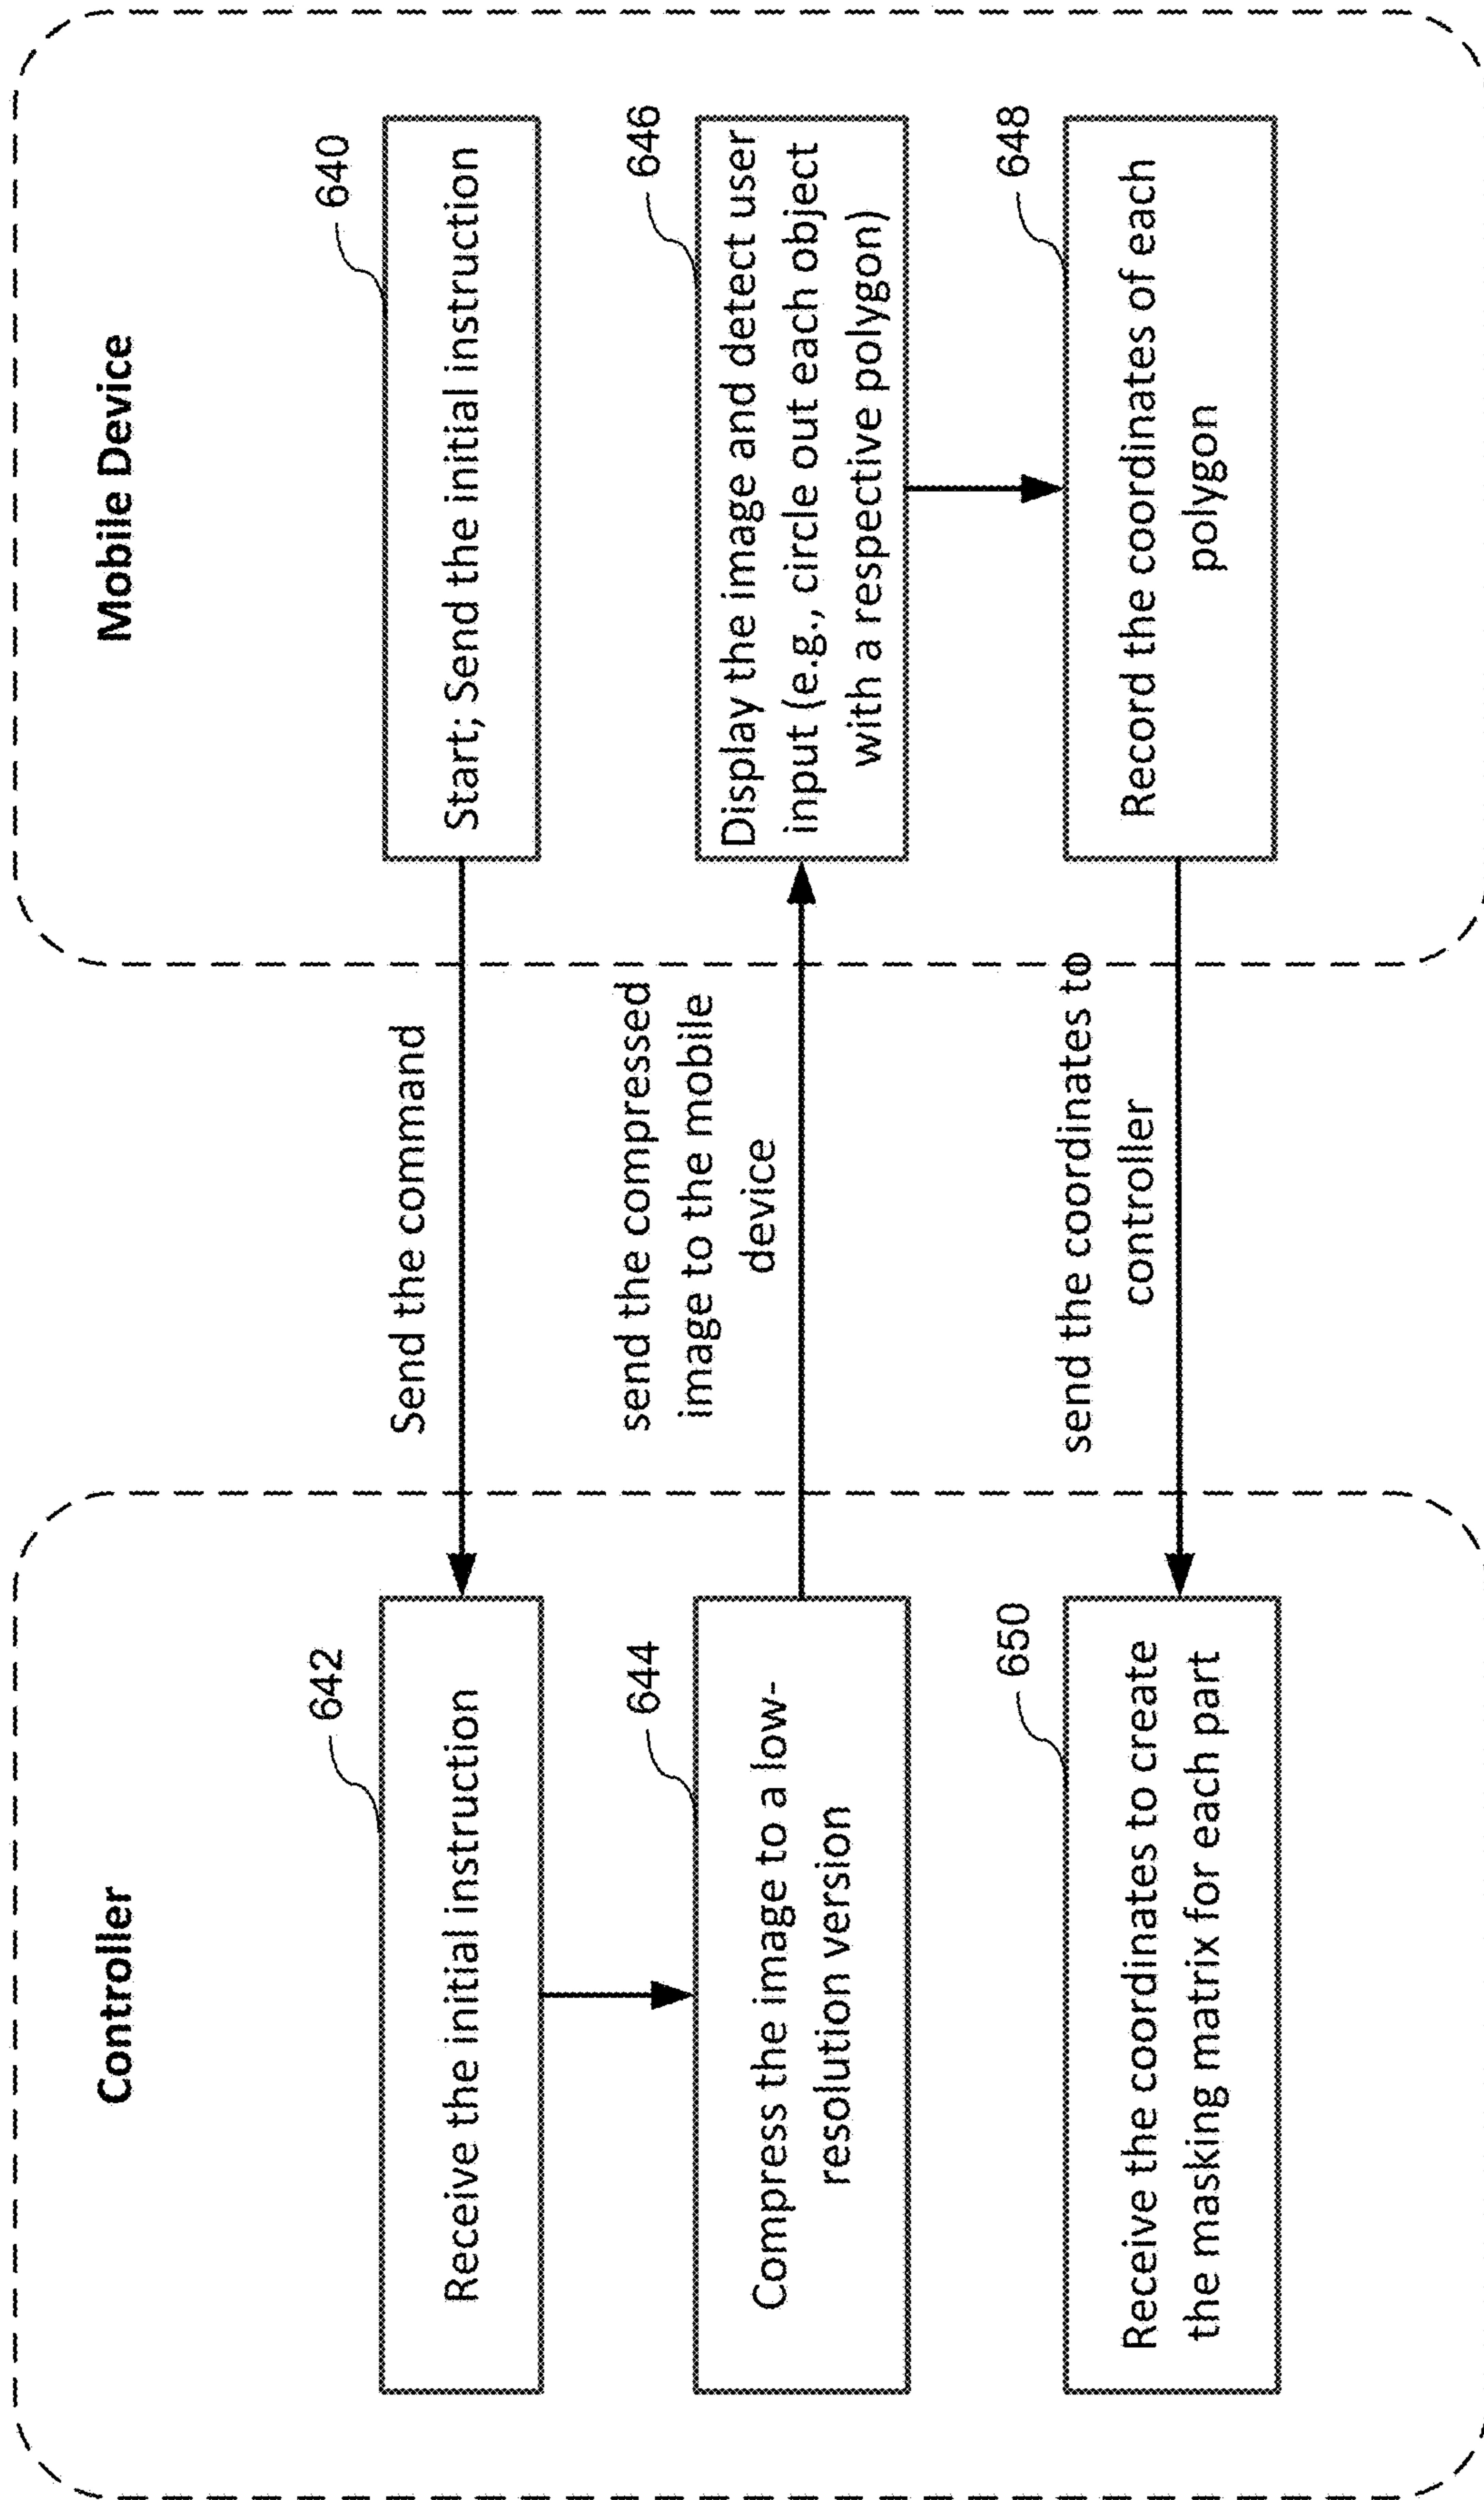 Controller
Mobile Device
642
Receive the initial instruction
Send the command
640
Start; Send the initial instruction
644
Compress the image to a low-
resolution version
send the compressed
image to the mobile
device
646
Display the image and detect user
input (e.g., circle out each object
with a respective polygon)
650
Receive the coordinates to create
the masking matrix for each part
send the coordinates to
controller
648
Record the coordinates of each
polygon